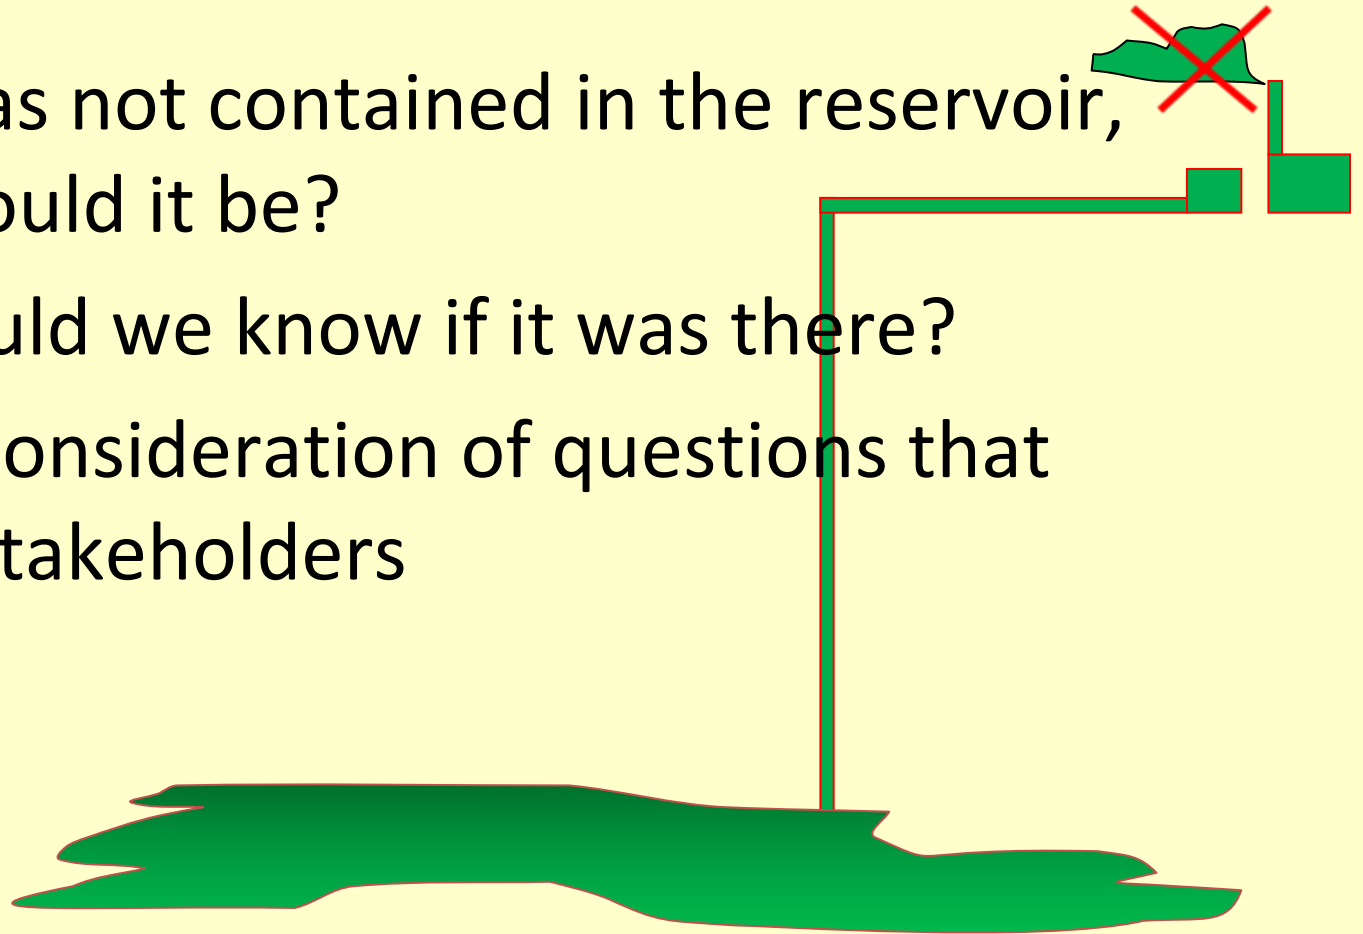 as not contained in the reservoir,
ould it be?
uld we know if it was there?
onsideration of questions that
takeholders